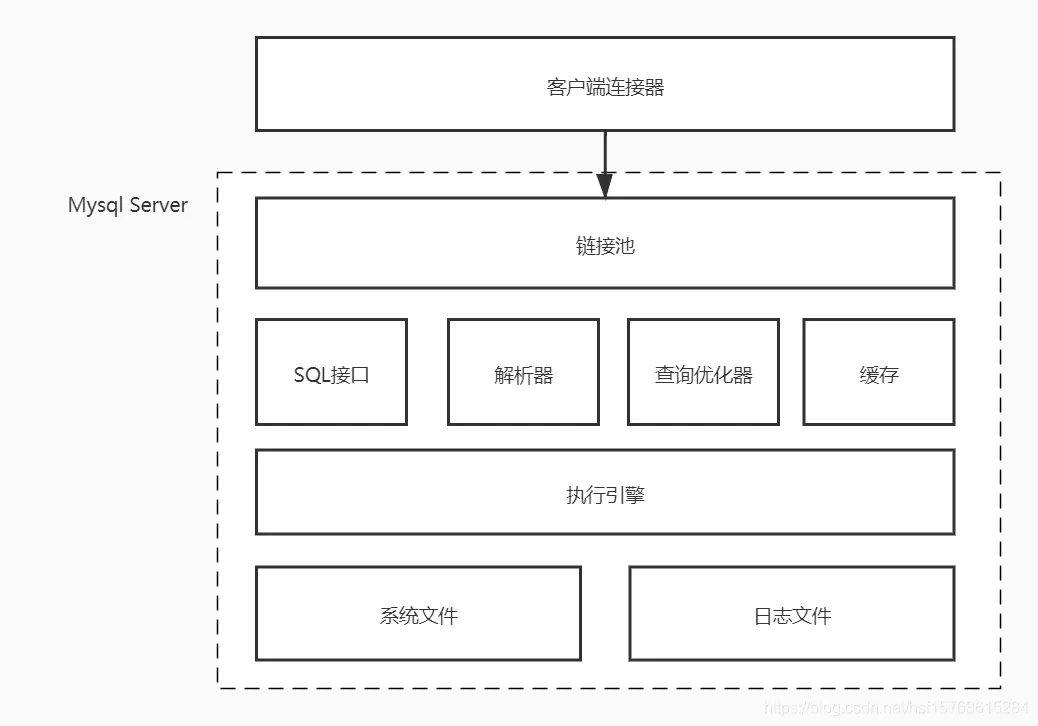 客户端连接器
Mysql Server
链接池
SQL接口
解析器
查询优化器
缓存
执行引擎
系统文件
日志文件
https://blog.csdn.net/hsf15768615284